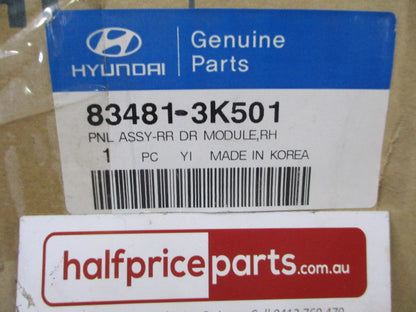 HYUNDAI
Genuine
Parts
83481-3K501
PNL ASSY-RR DR MODULE,RH
1 PC YI MADE IN KOREA
halfpriceparts.com.au